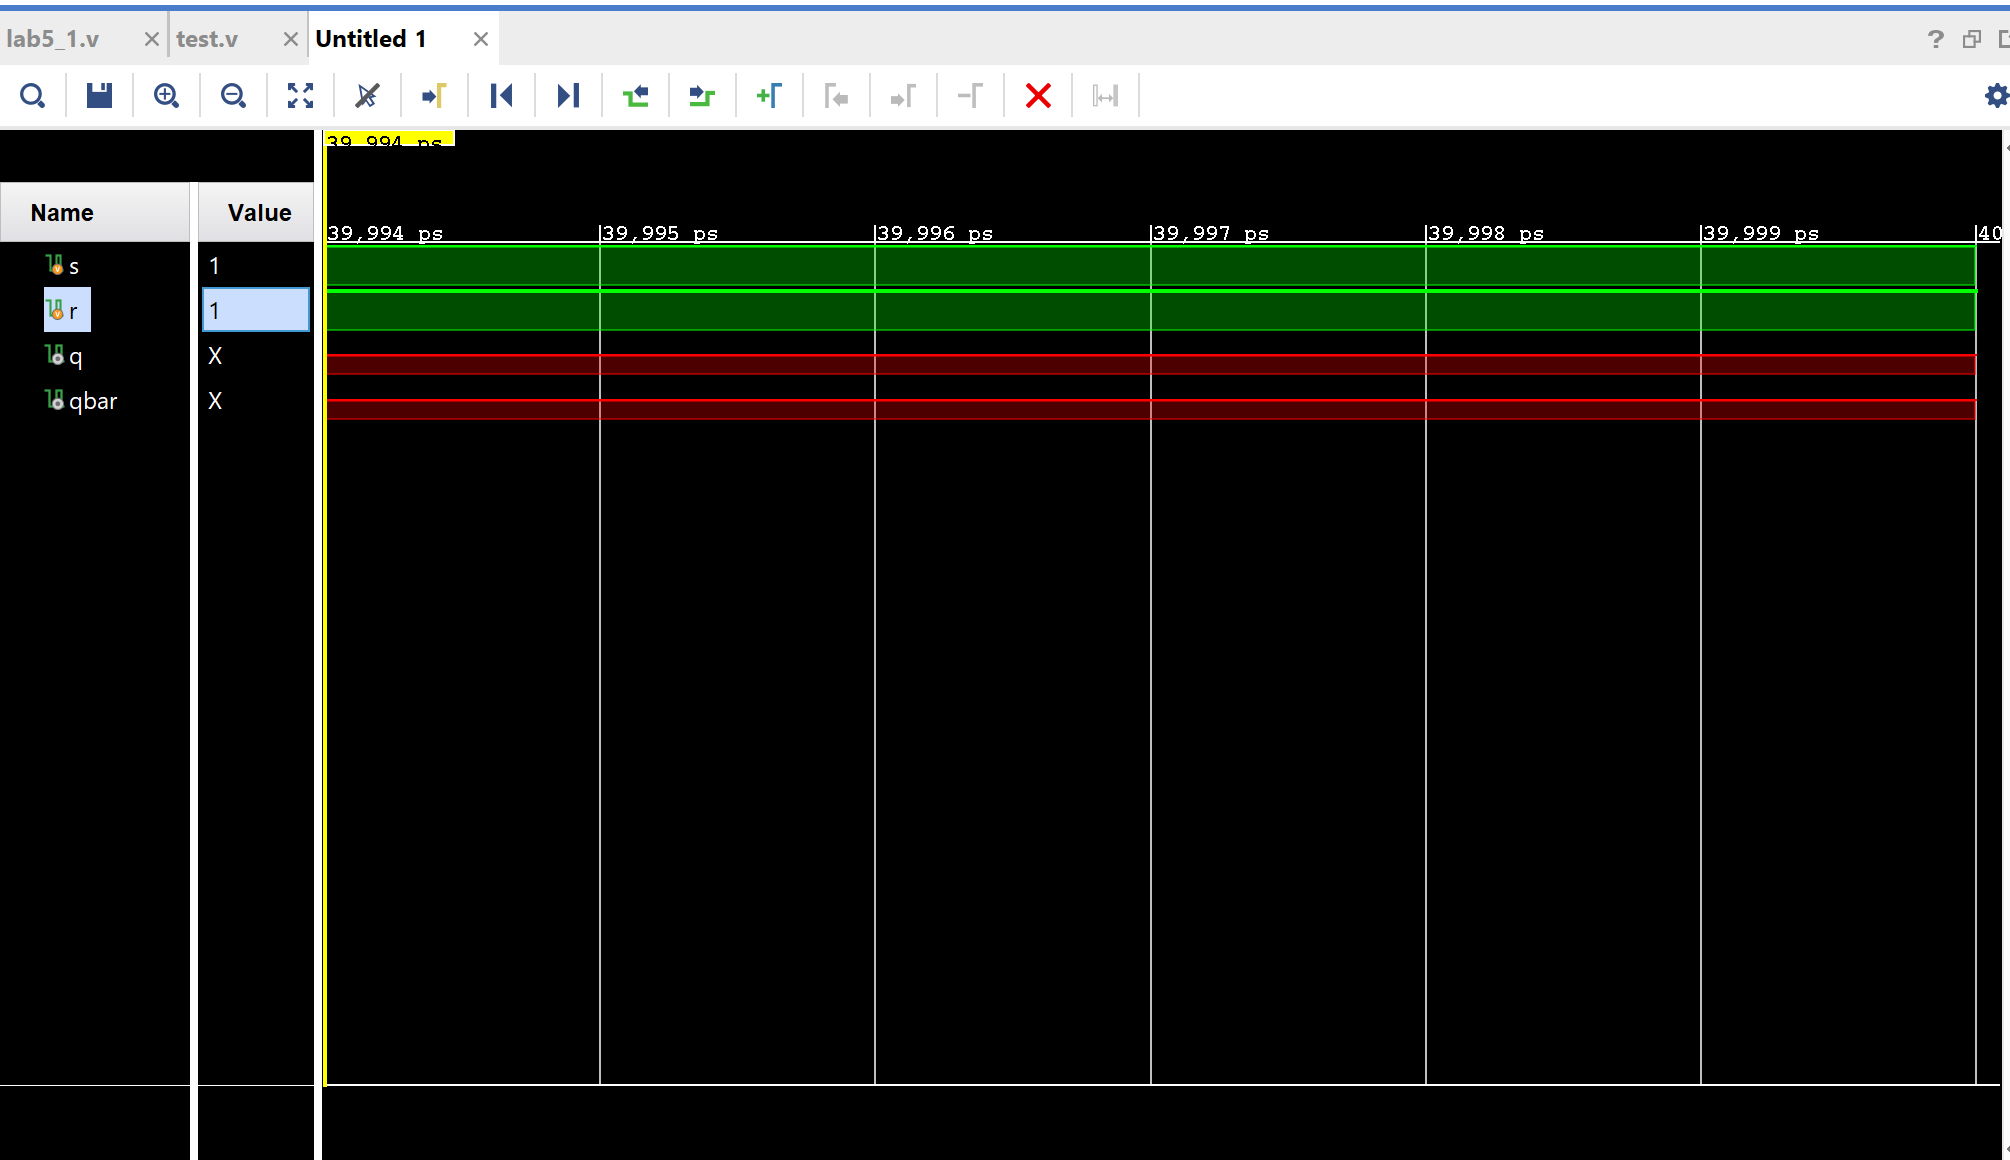 lab5_1.v test.v Untitled 1
39,994 ps
Name Value
39,994 ps 39,995 ps 39,996 ps 39,997 ps 39,998 ps 39,999 ps 40
s 1
r 1
q X
qbar X